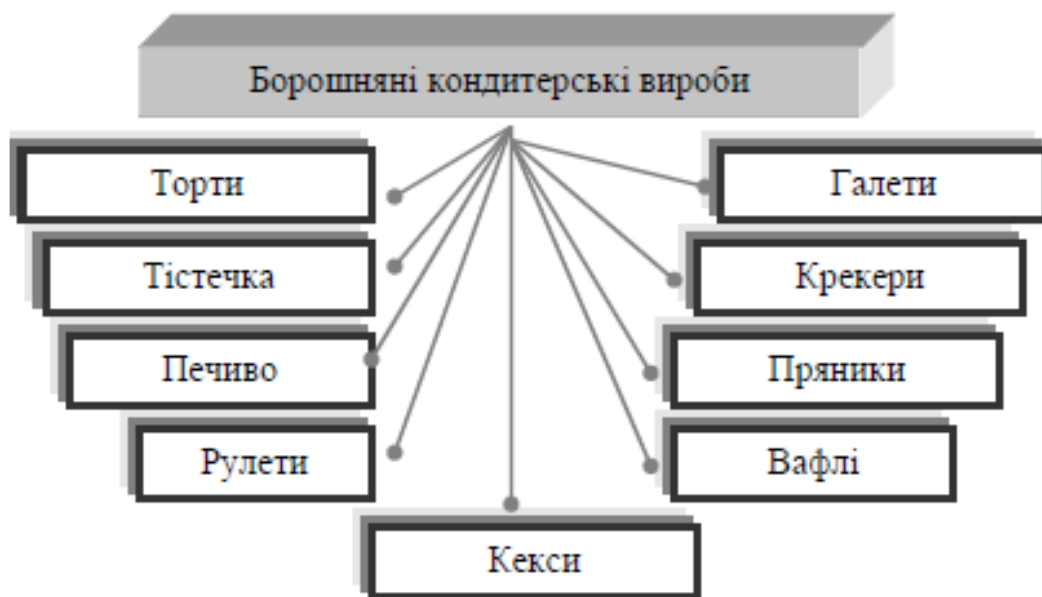 Борошняні кондитерські вироби
Торти
Галети
Тістечка
Крекери
Печиво
Пряники
Рулети
Вафлі
Кекси